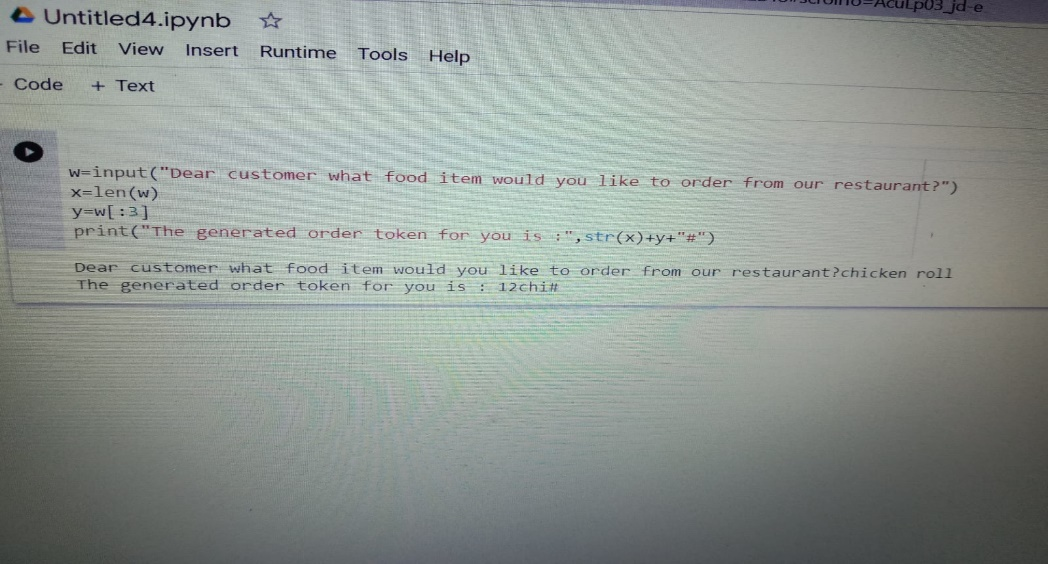 Untitled4.ipynb
File Edit View Insert Runtime Tools Help
Code + Text
w=input("Dear customer what food item would you like to order from our restaurant?")
x=len(w)
y=w[:3]
print("The generated order token for you is :",str(x)+y+"#")
Dear customer what food item would you like to order from our restaurant?chicken roll
The generated order token for you is : 12chi#